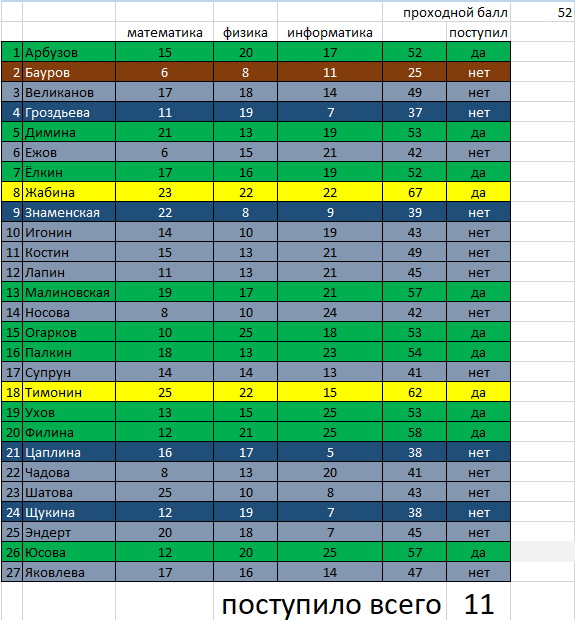 проходной балл 52
математика физика информатика поступил
1 Арбузов 15 20 17 52 да
2 Бауров 6 8 11 25 нет
3 Великанов 17 18 14 49 нет
4 Гроздьева 11 19 7 37 нет
5 Димина 21 13 19 53 да
6 Ежов 6 15 21 42 нет
7 Ёлкин 17 16 19 52 да
8 Жабина 23 22 22 67 да
9 Знаменская 22 8 9 39 нет
10 Игонин 14 10 19 43 нет
11 Костин 15 13 21 49 нет
12 Лапин 11 13 21 45 нет
13 Малиновская 19 17 21 57 да
14 Носова 8 10 24 42 нет
15 Огарков 10 25 18 53 да
16 Палкин 18 13 23 54 да
17 Супрун 14 14 13 41 нет
18 Тимонин 25 22 15 62 да
19 Ухов 13 15 25 53 да
20 Филина 12 21 25 58 да
21 Цаплина 16 17 5 38 нет
22 Чадова 8 13 20 41 нет
23 Шатова 25 10 8 43 нет
24 Щукина 12 19 7 38 нет
25 Эндерт 20 18 7 45 нет
26 Юсова 12 20 25 57 да
27 Яковлева 17 16 14 47 нет
поступило всего 11